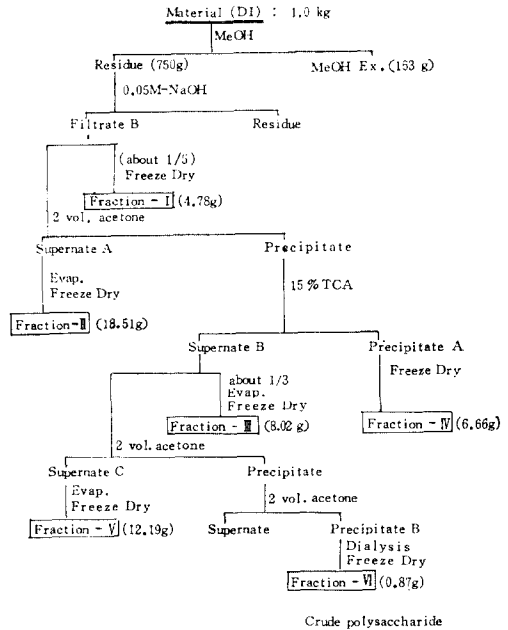 Material (DI) : 1.0 kg
MeOH
Residue (750g) MeOH Ex. (153 g)
0.05M-NaOH
Filtrate B Residue
(about 1/5)
Freeze Dry
Fraction - I (4.78g)
2 vol. acetone
Supernate A Precipitate
Evap.
Freeze Dry
15 % TCA
Fraction-Ⅱ (18.51g)
Supernate B Precipitate A
Freeze Dry
about 1/3
Evap.
Freeze Dry
Fraction - Ⅲ (8.02 g) Fraction - Ⅳ (6.66g)
2 vol. acetone
Supernate C Precipitate
Evap.
Freeze Dry
2 vol. acetone
Fraction - V (12.19g) Supernate Precipitate B
Dialysis
Freeze Dry
Fraction - Ⅵ (0.87g)
Crude polysaccharide